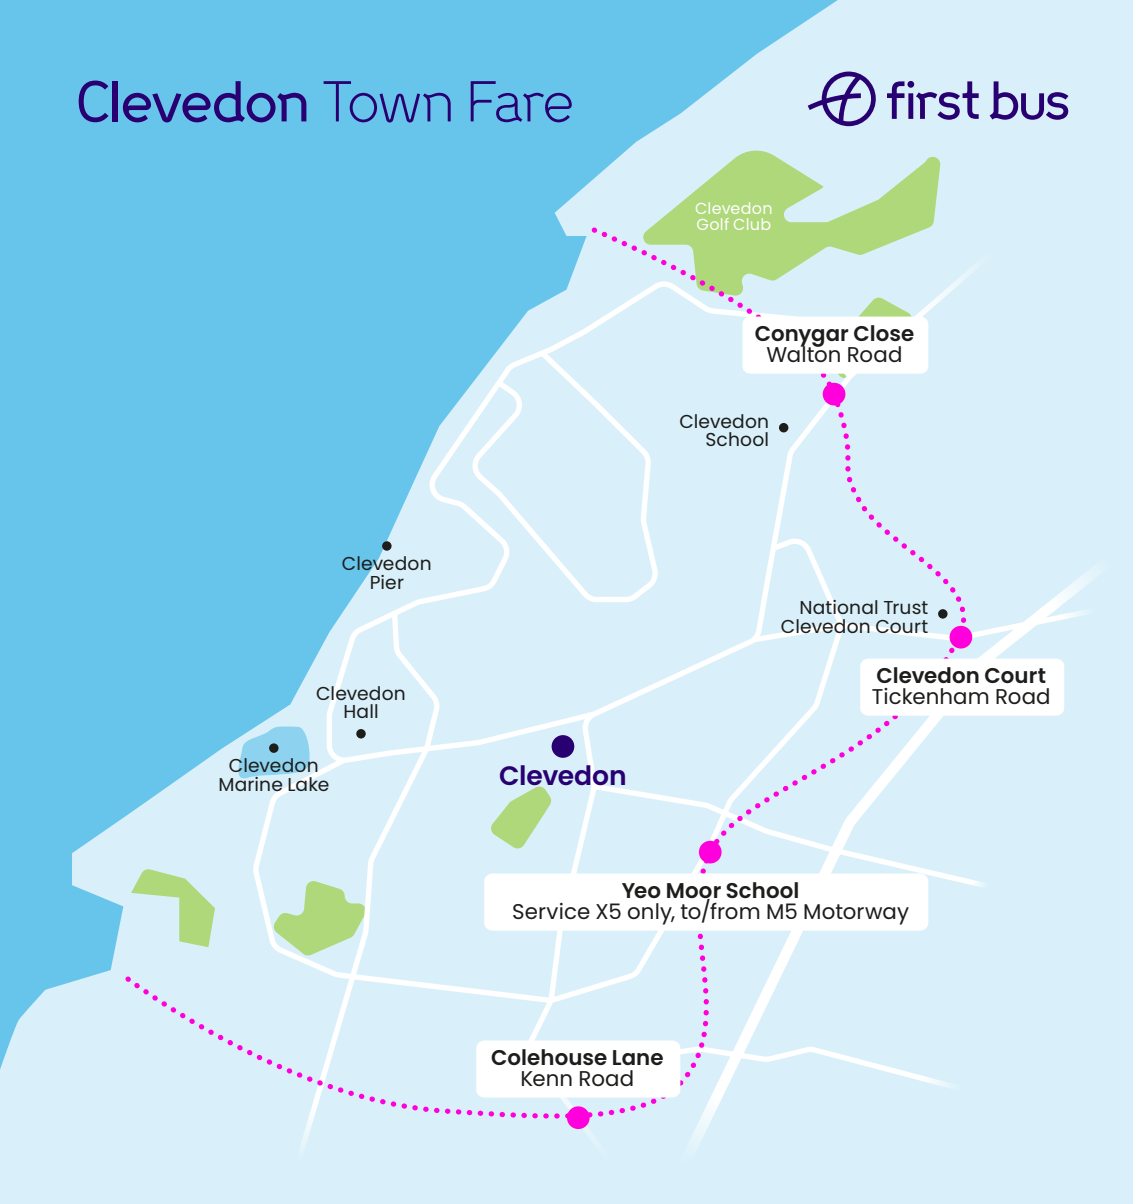 Clevedon Town Fare
first bus
Clevedon
Golf Club
Conygar Close
Walton Road
Clevedon
School
Clevedon
Pier
National Trust
Clevedon Court
Clevedon Court
Tickenham Road
Clevedon
Hall
Clevedon
Marine Lake
Clevedon
Yeo Moor School
Service X5 only, to/from M5 Motorway
Colehouse Lane
Kenn Road